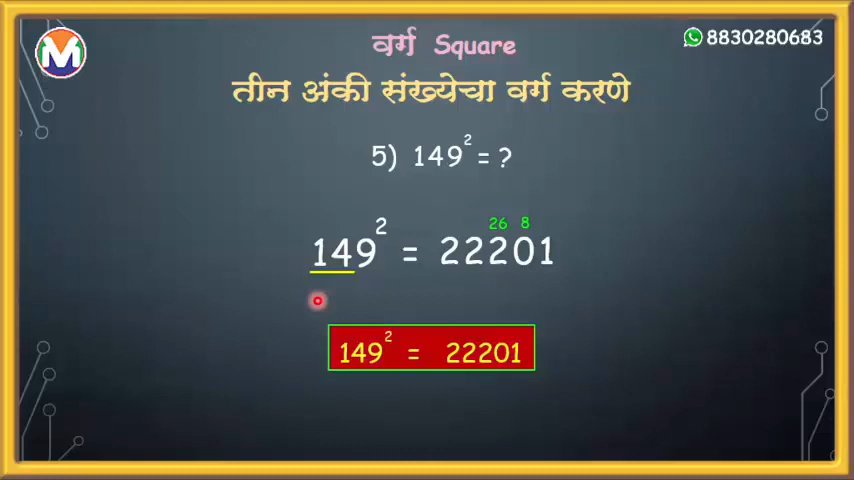 M
वर्ग Square
8830280683
तीन अंकी संख्येचा वर्ग करणे
5) 149² = ?
26 8
149² = 22201
149² = 22201